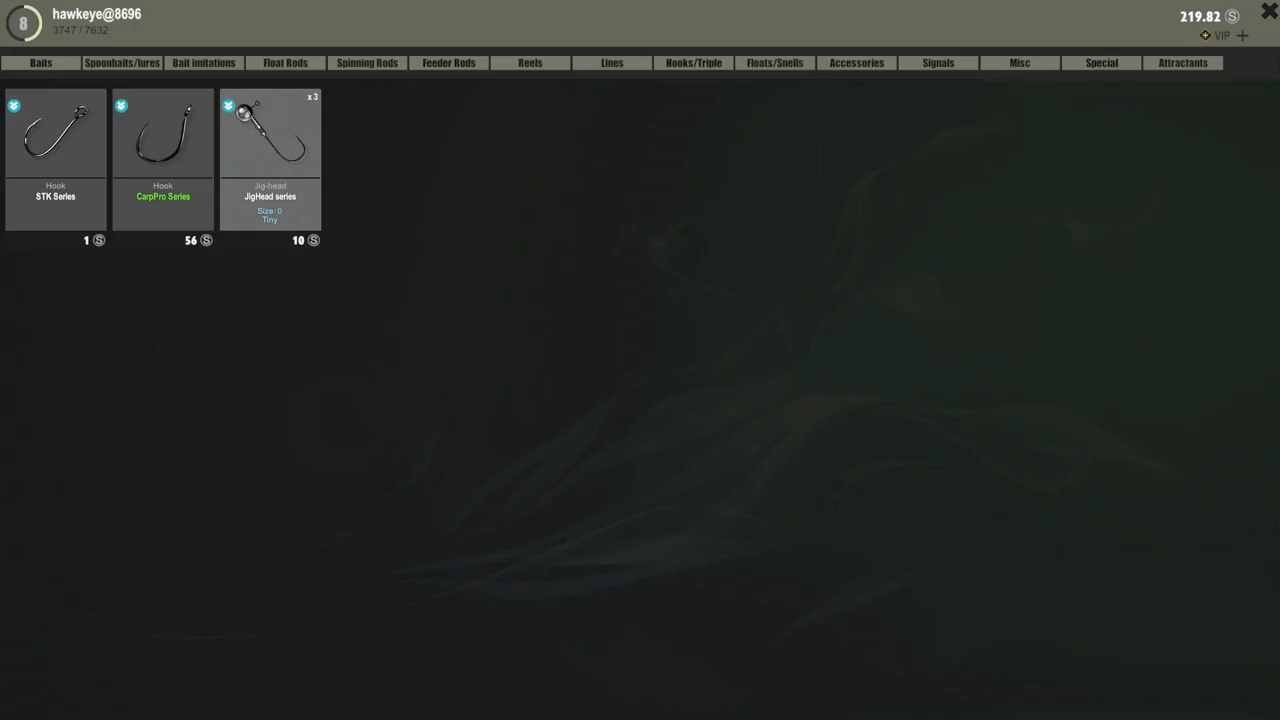 8
hawkeye@8696
3747 / 7632
219.82 S
VIP +
Baits Spoonbaits/lures Bait imitations Float Rods Spinning Rods Feeder Rods Reels Lines Hooks/Triple Floats/Snells Accessories Signals Misc Special Attractants
Hook
STK Series
1 S
Hook
CarpPro Series
56 S
x 3
Jig-head
JigHead series
Size: 0
Tiny
10 S